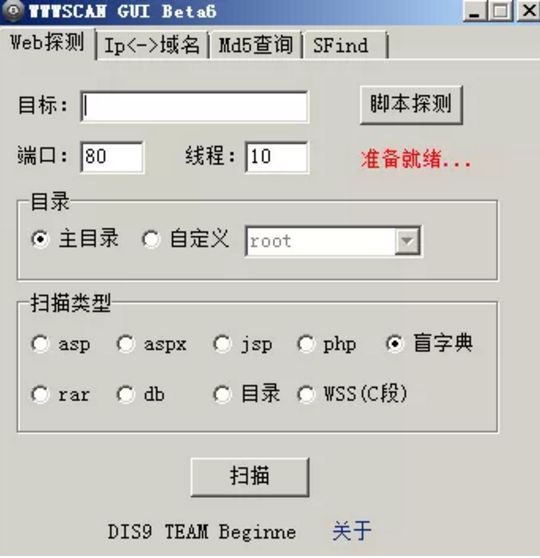 WWWSCAN GUI Beta6
Web探测 Ip<->域名 Md5查询 SFind
目标: 脚本探测
端口: 80 线程: 10 准备就绪...
目录
主目录 自定义 root
扫描类型
asp aspx jsp php 盲字典
rar db 目录 WSS(C段)
扫描
DIS9 TEAM Beginne 关于